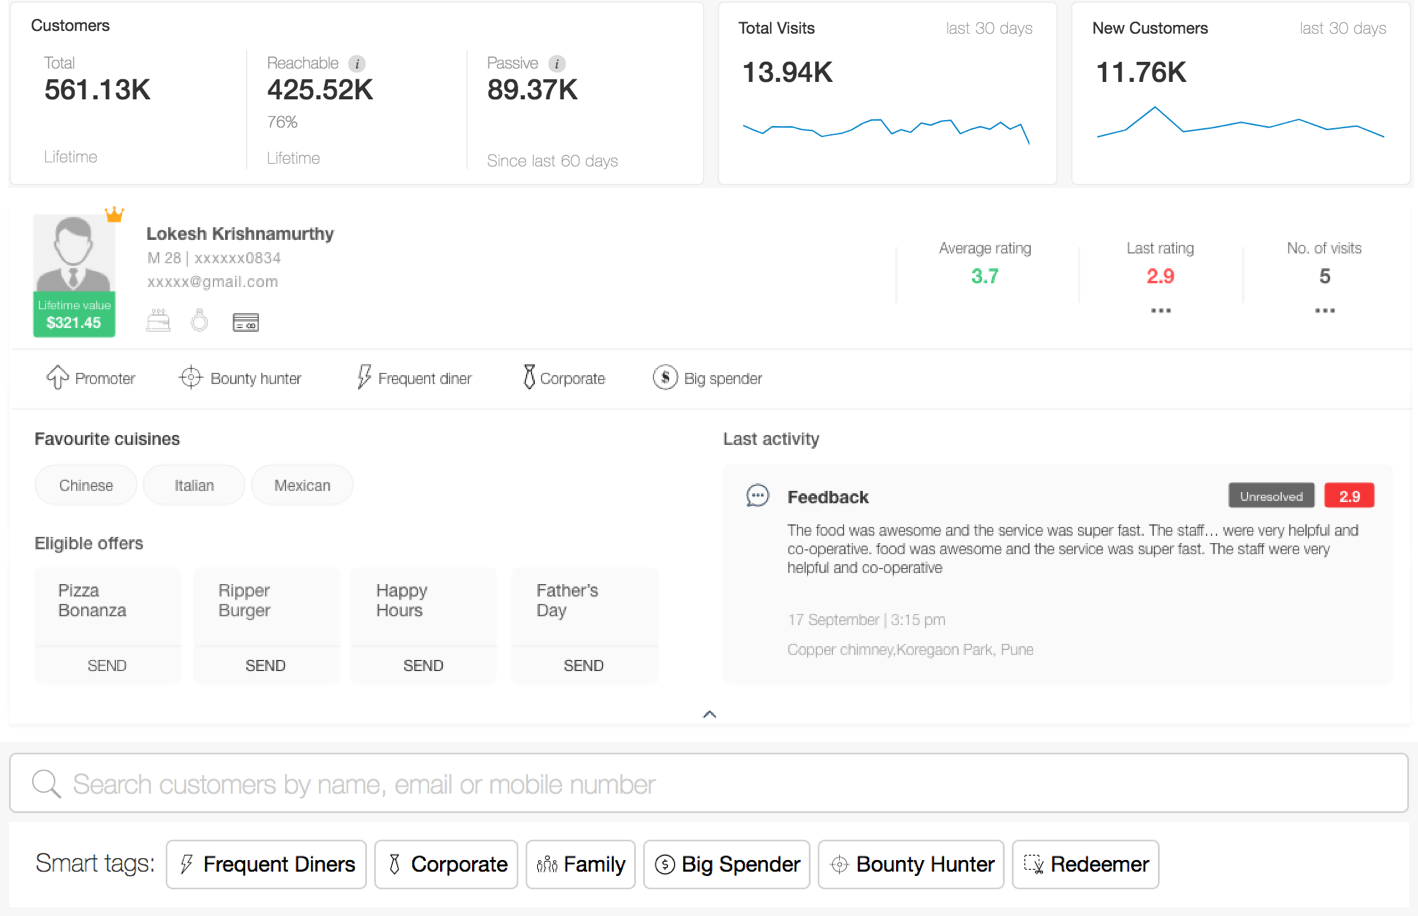 Customers
Total
561.13K
Lifetime
Reachable i
425.52K
76%
Lifetime
Passive i
89.37K
Since last 60 days
Total Visits last 30 days
13.94K
New Customers last 30 days
11.76K
Lokesh Krishnamurthy
M 28 | xxxxxx0834
xxxxx@gmail.com
Lifetime value
$321.45
Average rating
3.7
Last rating
2.9
...
No. of visits
5
...
Promoter
Bounty hunter
Frequent diner
Corporate
$ Big spender
Favourite cuisines
Chinese
Italian
Mexican
Eligible offers
Pizza
Bonanza
SEND
Ripper
Burger
SEND
Happy
Hours
SEND
Father's
Day
SEND
Last activity
Feedback
Unresolved
2.9
The food was awesome and the service was super fast. The staff... were very helpful and
co-operative. food was awesome and the service was super fast. The staff were very
helpful and co-operative
17 September | 3:15 pm
Copper chimney,Koregaon Park, Pune
Search customers by name, email or mobile number
Smart tags: Frequent Diners Corporate Family $ Big Spender Bounty Hunter Redeemer